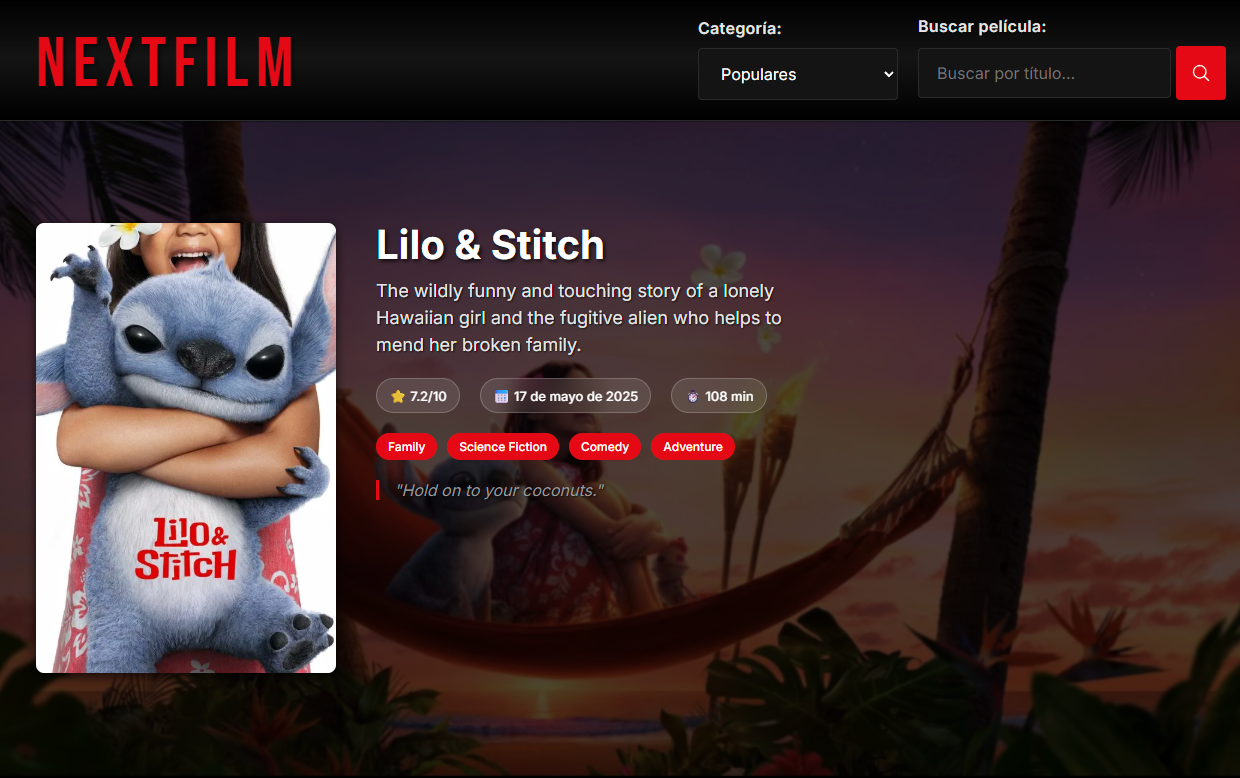 NEXTFILM
Categoría:
Populares
Buscar película:
Buscar por título...
Lilo & Stitch
The wildly funny and touching story of a lonely
Hawaiian girl and the fugitive alien who helps to
mend her broken family.
7.2/10
17 de mayo de 2025
108 min
Family
Science Fiction
Comedy
Adventure
"Hold on to your coconuts."
Lilo &
Stitch